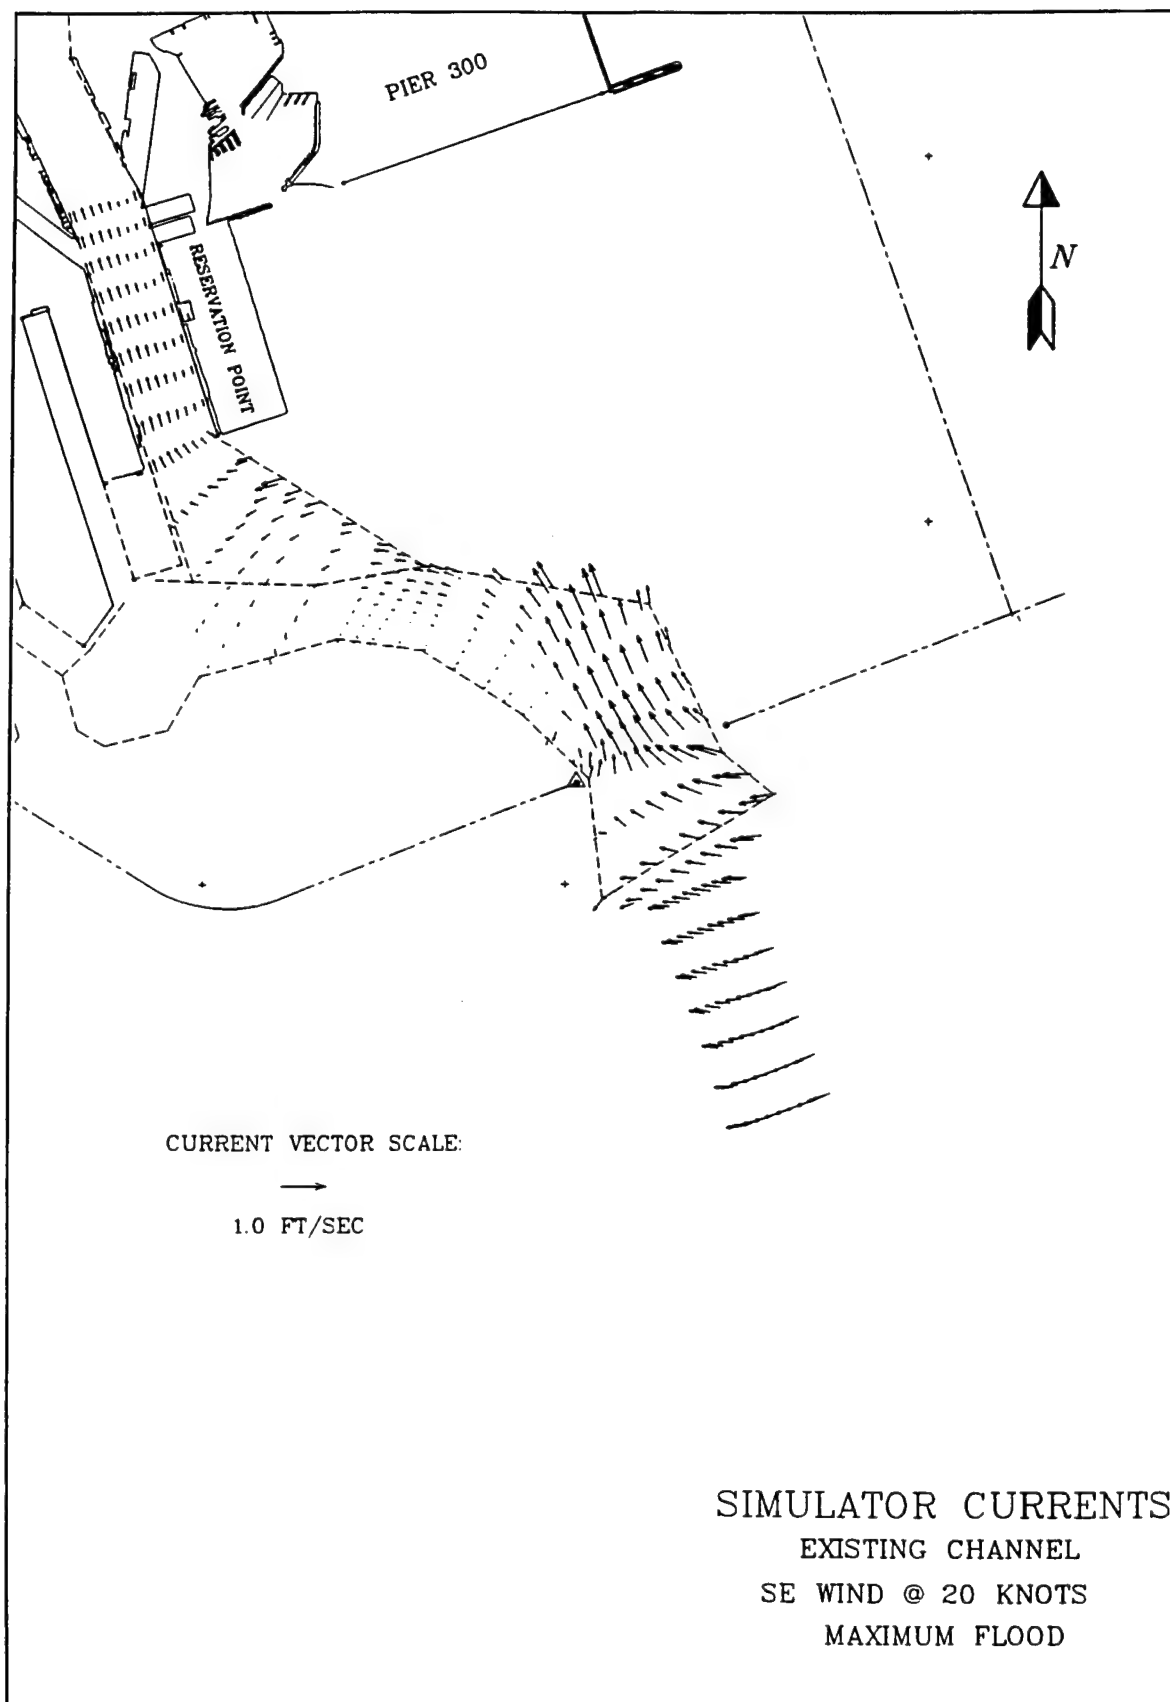 PIER 300
N
RESERVATION POINT
CURRENT VECTOR SCALE:
1.0 FT/SEC
SIMULATOR CURRENTS
EXISTING CHANNEL
SE WIND @ 20 KNOTS
MAXIMUM FLOOD